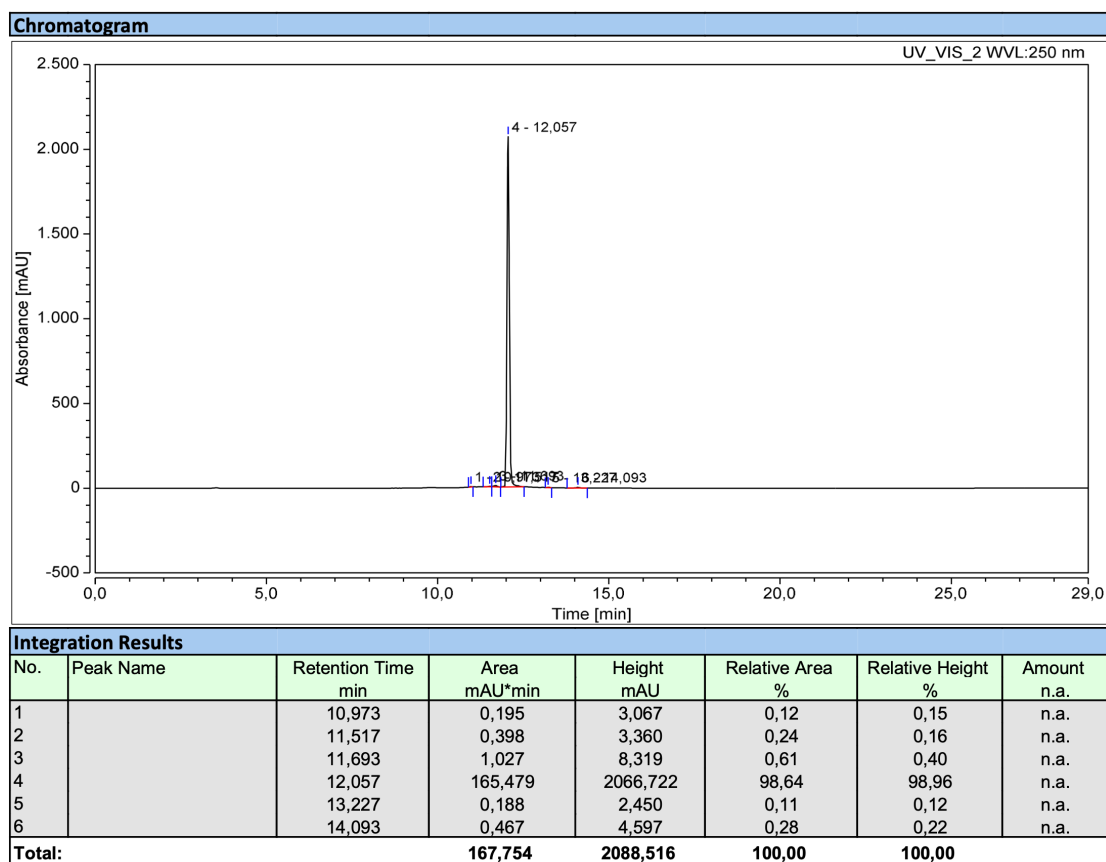 Chromatogram
UV_VIS_2 WVL:250 nm
2.500
2.000
1.500
1.000
500
0
-500
Absorbance [mAU]
4 - 12,057
14,093
0,0 5,0 10,0 15,0 20,0 25,0 29,0
Time [min]
Integration Results
No. Peak Name Retention Time Area Height Relative Area Relative Height Amount
min mAU*min mAU % % n.a.
1 10,973 0,195 3,067 0,12 0,15 n.a.
2 11,517 0,398 3,360 0,24 0,16 n.a.
3 11,693 1,027 8,319 0,61 0,40 n.a.
4 12,057 165,479 2066,722 98,64 98,96 n.a.
5 13,227 0,188 2,450 0,11 0,12 n.a.
6 14,093 0,467 4,597 0,28 0,22 n.a.
Total: 167,754 2088,516 100,00 100,00